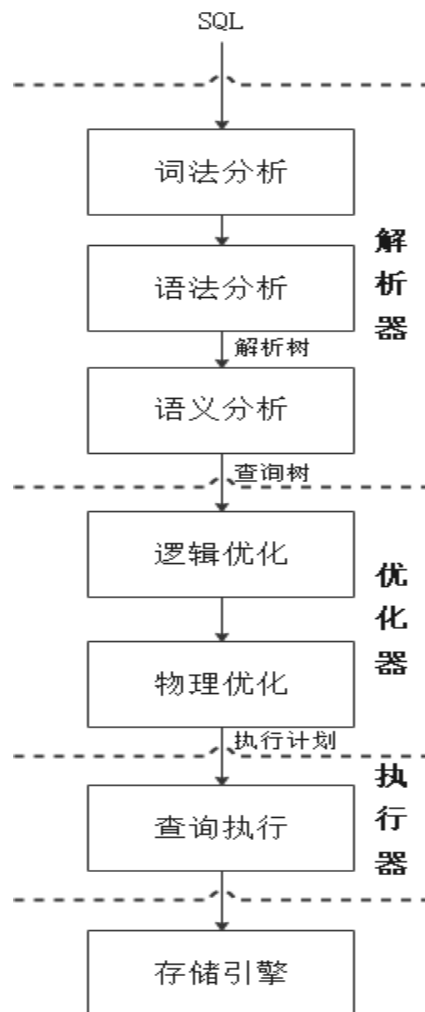 SQL
词法分析
语法分析
解析器
解析树
语义分析
查询树
逻辑优化
优化器
物理优化
执行计划
查询执行
执行器
存储引擎